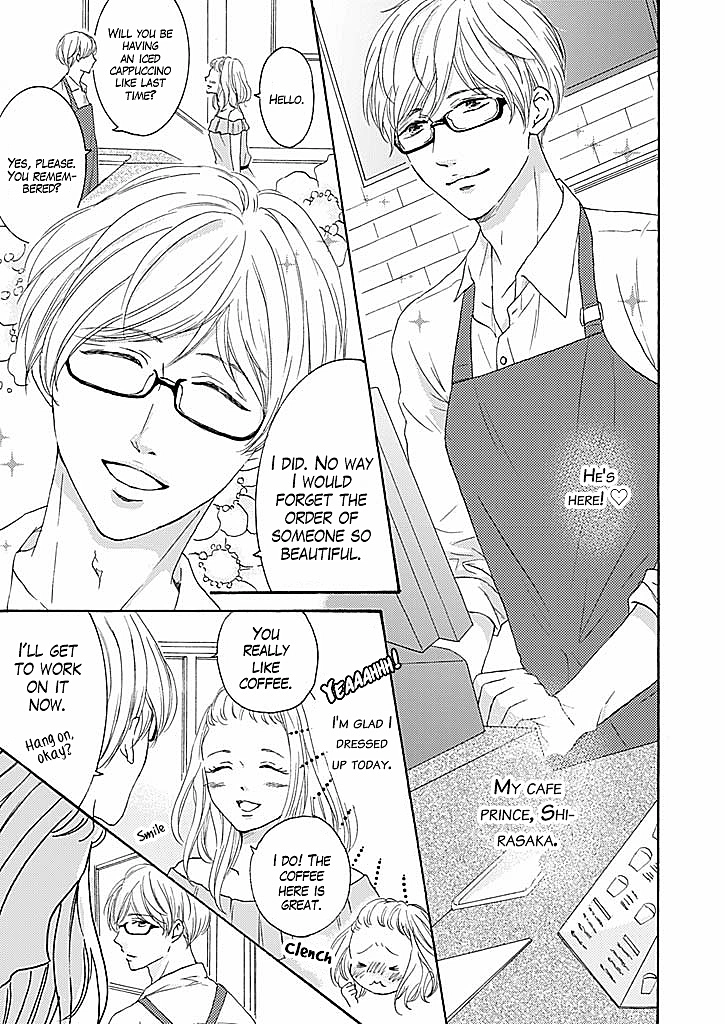 HE'S
HERE! ♡
MY CAFE
PRINCE, SHI-
RASAKA.
HELLO.
WILL YOU BE
HAVING
AN ICED
CAPPUCCINO
LIKE LAST
TIME?
YES, PLEASE.
YOU REMEM-
BERED?
I DID. NO WAY
I WOULD
FORGET THE
ORDER OF
SOMEONE SO
BEAUTIFUL.
YEAAAHHH!
I'M GLAD I
DRESSED
UP TODAY.
YOU
REALLY
LIKE
COFFEE.
Smile
I DO! THE
COFFEE
HERE IS
GREAT.
Clench
I'LL GET
TO WORK
ON IT
NOW.
Hang on,
okay?